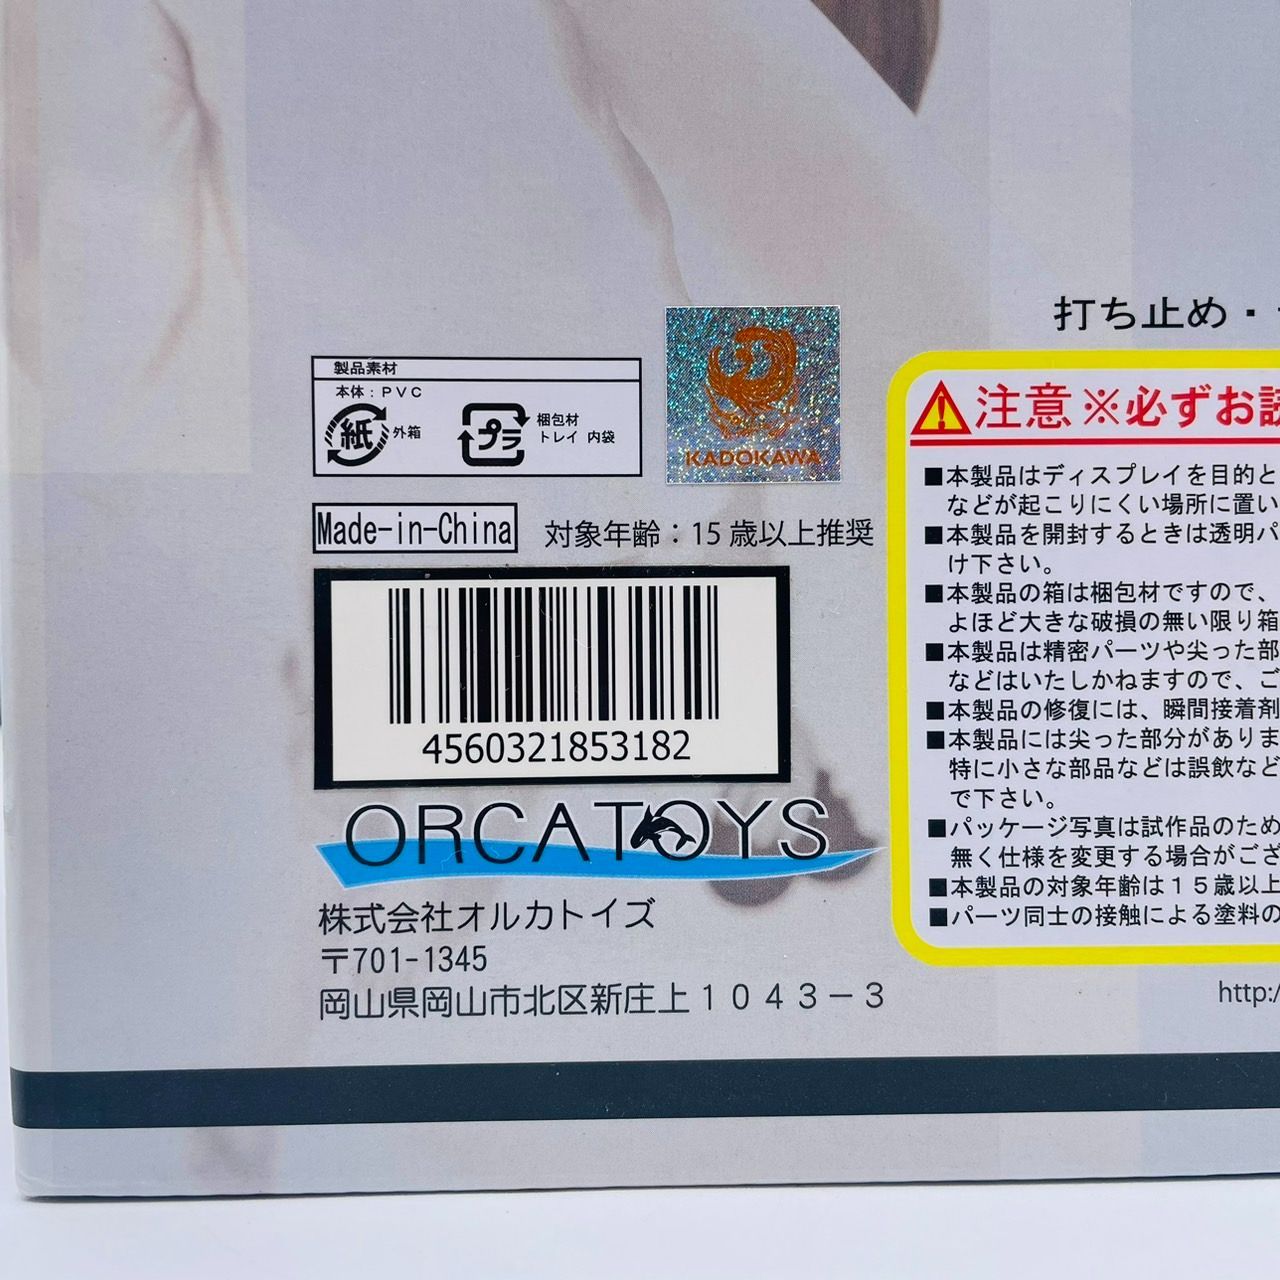 製品素材
本体：PVC
紙 外箱
プラ 梱包材
トレイ 内袋
KADOKAWA
Made-in-China
対象年齢：15歳以上推奨
4560321853182
ORCATOYS
株式会社オルカトイズ
〒701-1345
岡山県岡山市北区新庄上１０４３－３
打ち止め・
注意※必ずお読
■本製品はディスプレイを目的と
などが起こりにくい場所に置い
■本製品を開封するときは透明パ
け下さい。
■本製品の箱は梱包材ですので、
よほど大きな破損の無い限り箱
■本製品は精密パーツや尖った部
などはいたしかねますので、ご
■本製品の修復には、瞬間接着剤
■本製品には尖った部分がありま
特に小さな部品などは誤飲など
で下さい。
■パッケージ写真は試作品のため
無く仕様を変更する場合がござ
■本製品の対象年齢は１５歳以上
■パーツ同士の接触による塗料の
http:/